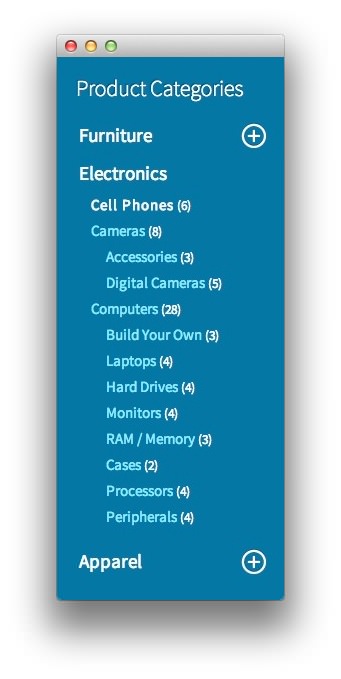 Product Categories
Furniture
Electronics
Cell Phones (6)
Cameras (8)
Accessories (3)
Digital Cameras (5)
Computers (28)
Build Your Own (3)
Laptops (4)
Hard Drives (4)
Monitors (4)
RAM / Memory (3)
Cases (2)
Processors (4)
Peripherals (4)
Apparel